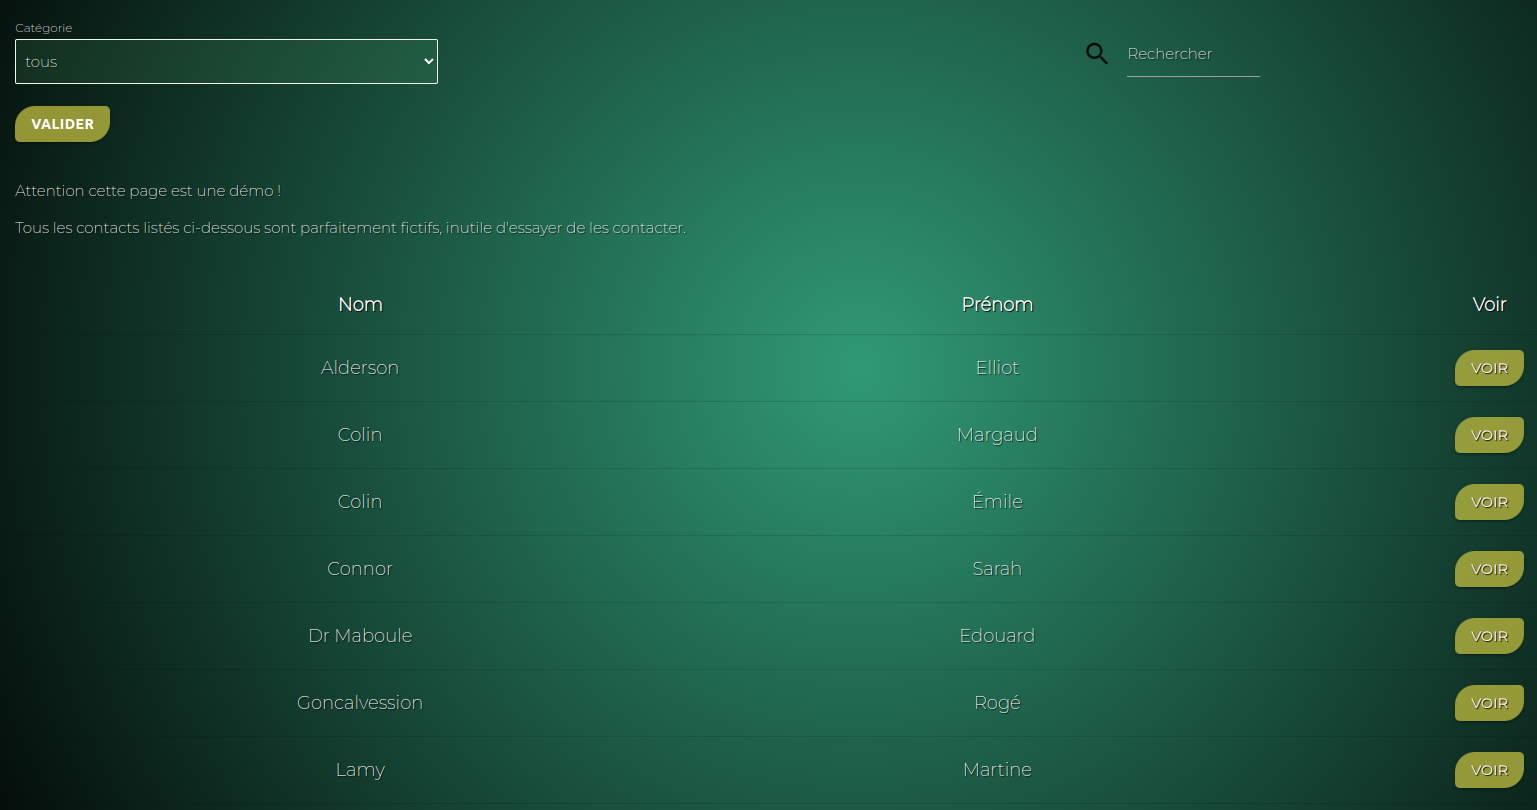 Catégorie
tous
Rechercher
VALIDER
Attention cette page est une démo !
Tous les contacts listés ci-dessous sont parfaitement fictifs, inutile d'essayer de les contacter.
Nom Prénom Voir
Alderson Elliot VOIR
Colin Margaud VOIR
Colin Émile VOIR
Connor Sarah VOIR
Dr Maboule Edouard VOIR
Goncalvession Rogé VOIR
Lamy Martine VOIR